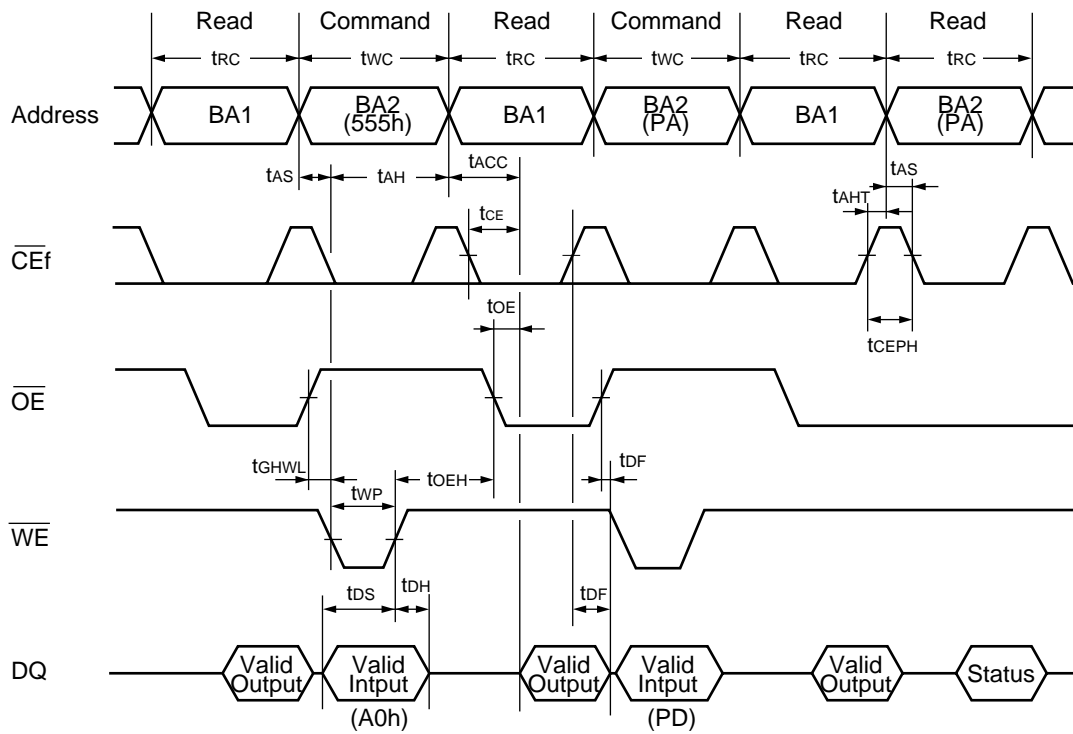 Read Command Read Command Read Read
tRC tWC tRC tWC tRC tRC
Address BA1 BA2 (555h) BA1 BA2 (PA) BA1 BA2 (PA)
tAS tAH tACC tAS
tAHT
tCE
CEf
tOE
tCEPH
OE
tGHWL tOEH tDF
tWP
WE
tDS tDH tDF
DQ Valid Output Valid Intput Valid Output Valid Intput Valid Output Status
(A0h) (PD)